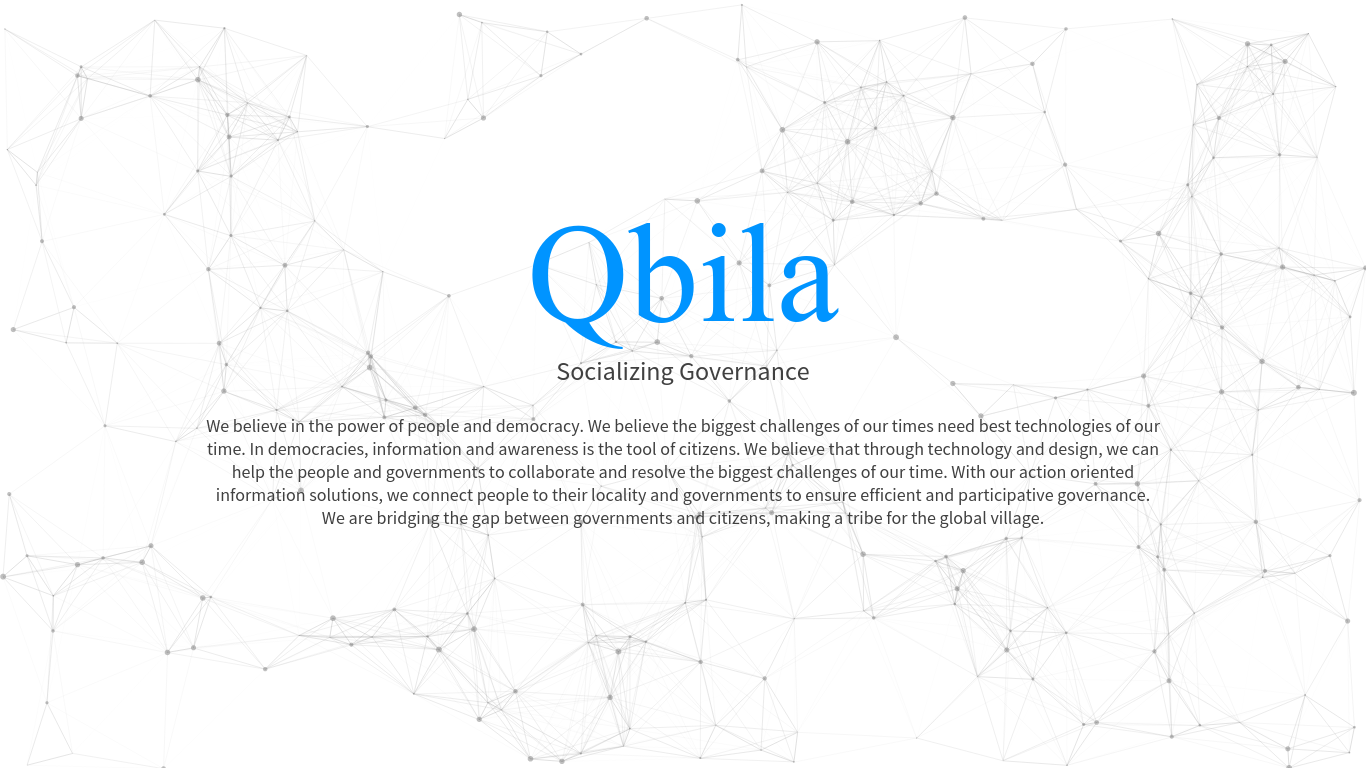 Qbila
Socializing Governance
We believe in the power of people and democracy. We believe the biggest challenges of our times need best technologies of our
time. In democracies, information and awareness is the tool of citizens. We believe that through technology and design, we can
help the people and governments to collaborate and resolve the biggest challenges of our time. With our action oriented
information solutions, we connect people to their locality and governments to ensure efficient and participative governance.
We are bridging the gap between governments and citizens, making a tribe for the global village.